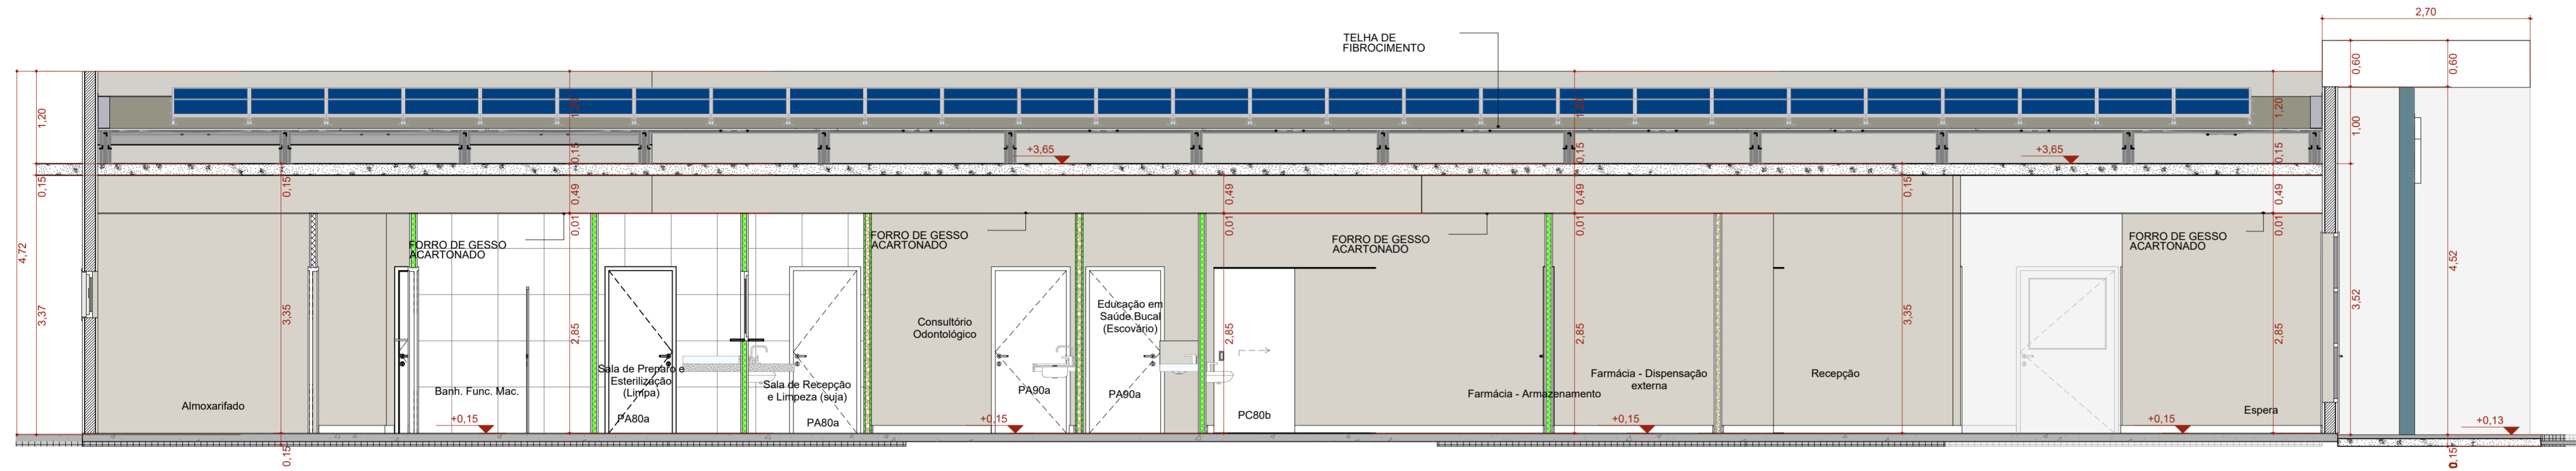 2,70
TELHA DE
FIBROCIMENTO
0,60
0,60
1,20
1,20
1,20
1,20
1,00
+3,65
+3,65
0,15
0,15
0,15
0,15
0,15
0,15
0,49
0,49
0,49
0,49
0,01
0,01
0,01
0,01
FORRO DE GESSO
ACARTONADO
FORRO DE GESSO
ACARTONADO
FORRO DE GESSO
ACARTONADO
FORRO DE GESSO
ACARTONADO
4,72
3,37
3,35
2,85
2,85
2,85
3,35
2,85
3,52
4,52
Almoxarifado
Banh. Func. Mac.
Sala de Preparo e
Esterilização
(Limpa)
PA80a
Sala de Recepção
e Limpeza (suja)
PA80a
Consultório
Odontológico
PA90a
Educação em
Saúde Bucal
(Escovário)
PA90a
PC80b
Farmácia - Armazenamento
Farmácia - Dispensação
externa
Recepção
Espera
+0,15
+0,15
+0,15
+0,15
+0,13
0,15